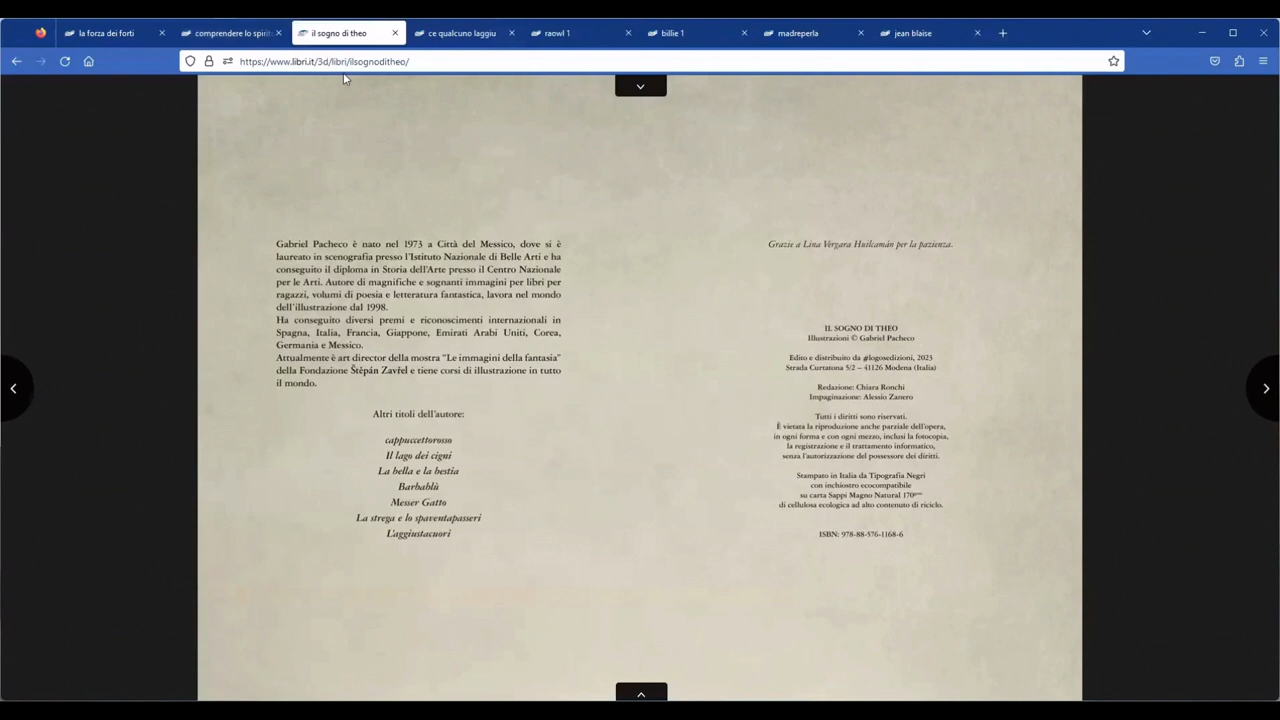 la forza dei forti
comprendere lo spirit
il sogno di theo
ce qualcuno laggiu
raowl 1
billie 1
madreperla
jean blaise
https://www.libri.it/3d/libri/ilsognoditheo/
Gabriel Pacheco è nato nel 1973 a Città del Messico, dove si è
laureato in scenografia presso l'Istituto Nazionale di Belle Arti e ha
conseguito il diploma in Storia dell'Arte presso il Centro Nazionale
per le Arti. Autore di magnifiche e sognanti immagini per libri per
ragazzi, volumi di poesia e letteratura fantastica, lavora nel mondo
dell'illustrazione dal 1998.
Ha conseguito diversi premi e riconoscimenti internazionali in
Spagna, Italia, Francia, Giappone, Emirati Arabi Uniti, Corea,
Germania e Messico.
Attualmente è art director della mostra "Le immagini della fantasia"
della Fondazione Štěpán Zavřel e tiene corsi di illustrazione in tutto
il mondo.
Altri titoli dell'autore:
cappuccettorosso
Il lago dei cigni
La bella e la bestia
Barbablù
Messer Gatto
La strega e lo spaventapasseri
L'aggiustacuori
Grazie a Lina Vergara Huilcamán per la pazienza.
IL SOGNO DI THEO
Illustrazioni © Gabriel Pacheco
Edito e distribuito da #logosedizioni, 2023
Strada Curtatona 5/2 – 41126 Modena (Italia)
Redazione: Chiara Ronchi
Impaginazione: Alessio Zanero
Tutti i diritti sono riservati.
È vietata la riproduzione anche parziale dell'opera,
in ogni forma e con ogni mezzo, inclusi la fotocopia,
la registrazione e il trattamento informatico,
senza l'autorizzazione del possessore dei diritti.
Stampato in Italia da Tipografia Negri
con inchiostro ecocompatibile
su carta Sappi Magno Natural 170
di cellulosa ecologica ad alto contenuto di riciclo.
ISBN: 978-88-576-1168-6